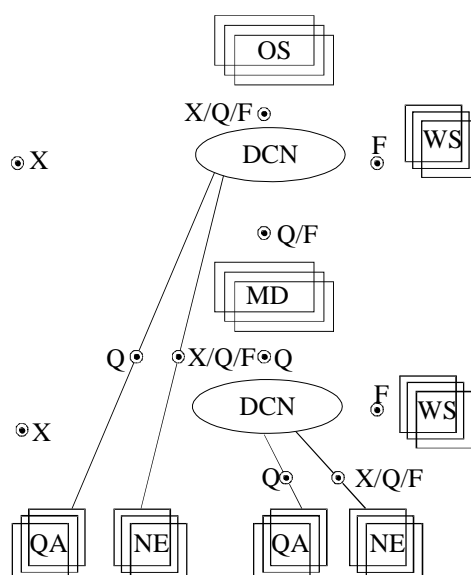 OS
X/Q/F
WS
DCN
F
X
Q/F
MD
Q
X/Q/F
Q
DCN
F
WS
X
Q
X/Q/F
QA
NE
QA
NE